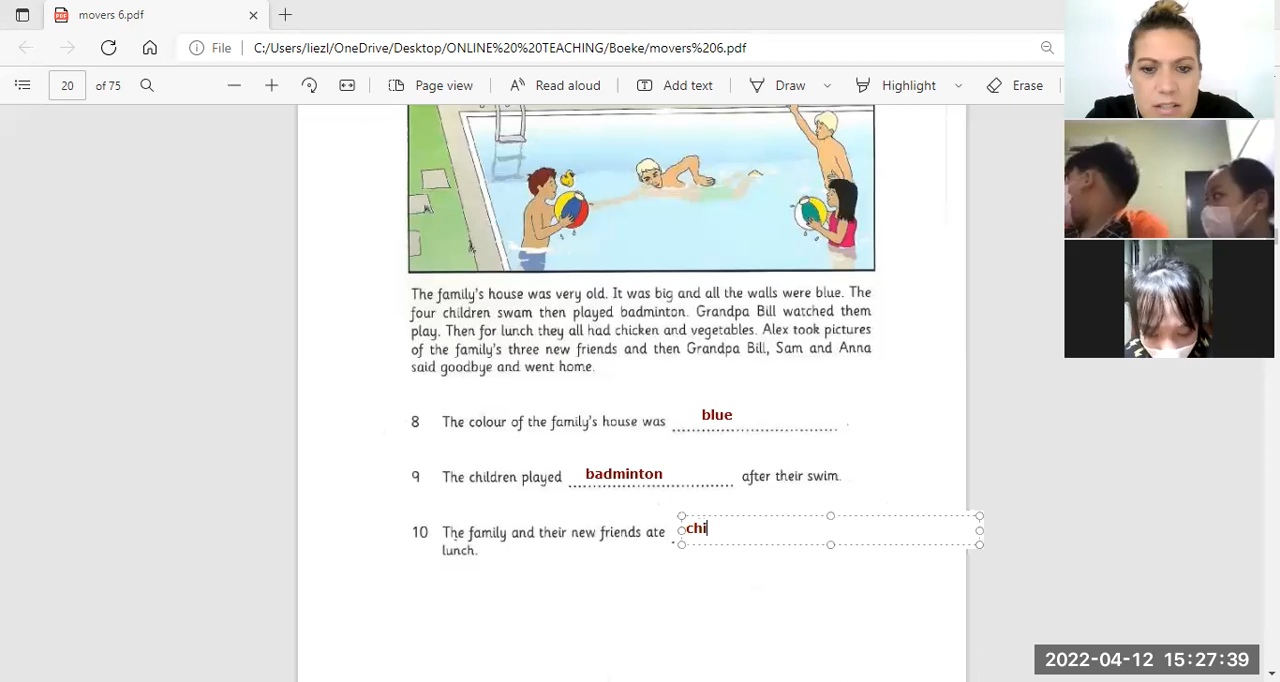 movers 6.pdf
File
C:/Users/liezl/OneDrive/Desktop/ONLINE%20%20TEACHING/Boeke/movers%206.pdf
20 of 75
Page view
Read aloud
Add text
Draw
Highlight
Erase
The family's house was very old. It was big and all the walls were blue. The
four children swam then played badminton. Grandpa Bill watched them
play. Then for lunch they all had chicken and vegetables. Alex took pictures
of the family's three new friends and then Grandpa Bill, Sam and Anna
said goodbye and went home.
8 The colour of the family's house was blue .
9 The children played badminton after their swim.
10 The family and their new friends ate chi
lunch.
2022-04-12 15:27:39